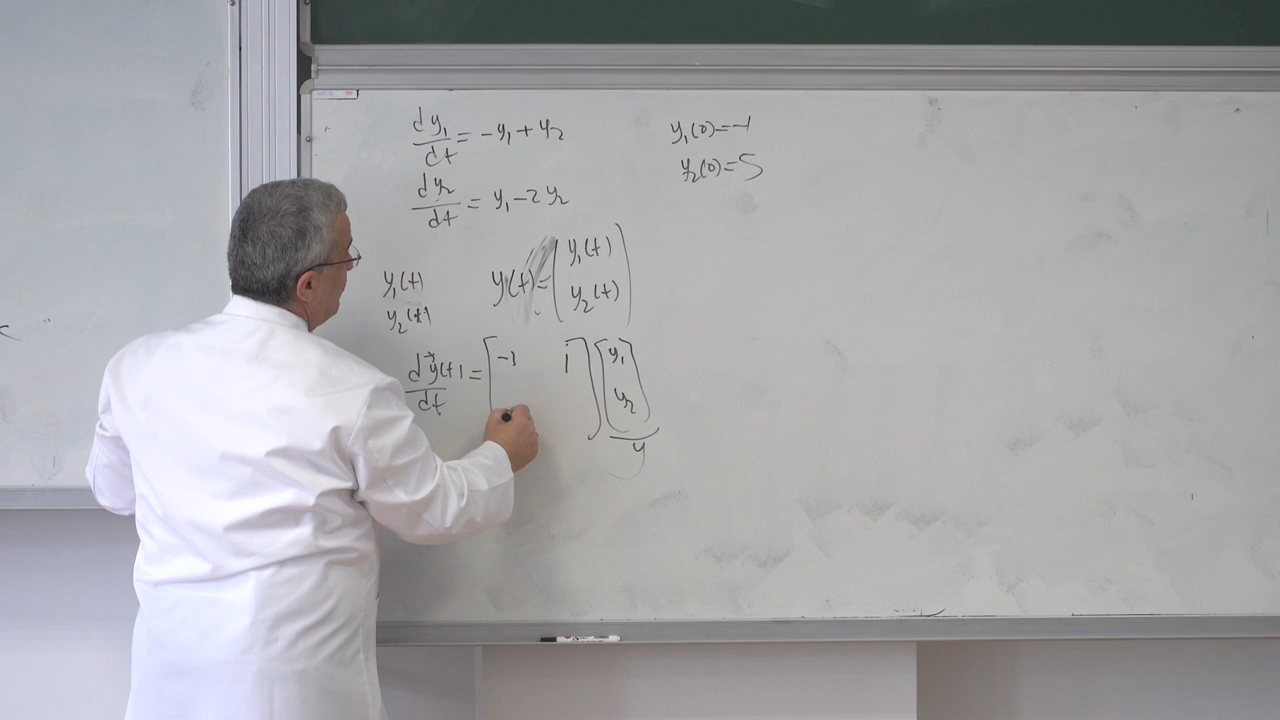 dy₁/dt = -y₁ + y₂
y₁(0) = -1
y₂(0) = 5
dy₂/dt = y₁ - 2y₂
y₁(t)
y₂(t)
y(t) = (y₁(t) y₂(t))
dy(t)/dt = [-1 1] [y₁ y₂]
y